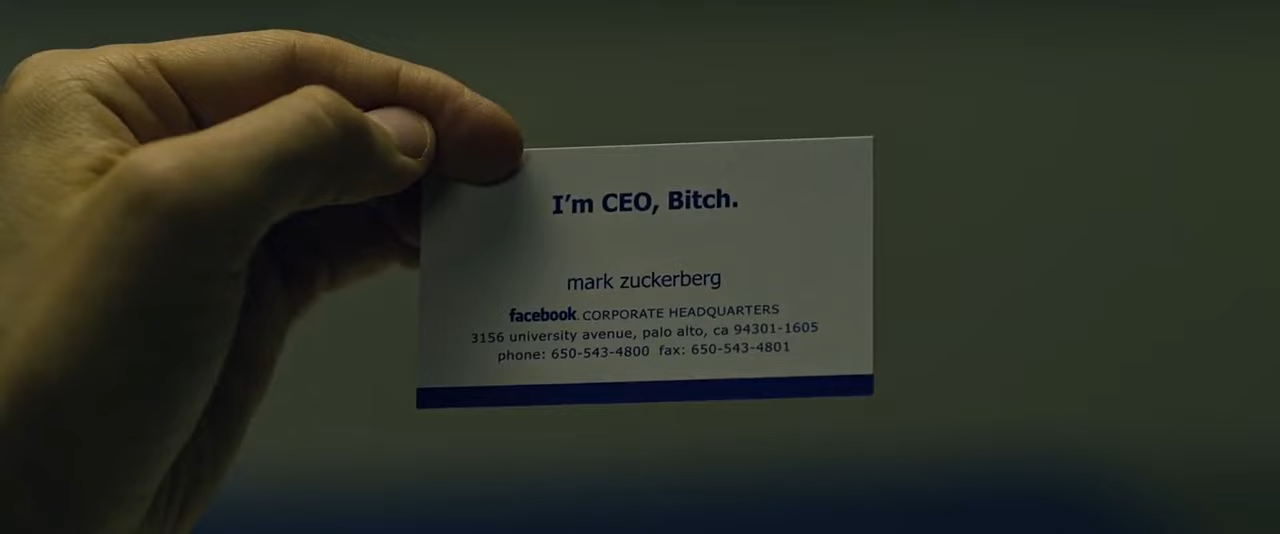 I'm CEO, Bitch.
mark zuckerberg
facebook. CORPORATE HEADQUARTERS
3156 university avenue, palo alto, ca 94301-1605
phone: 650-543-4800 fax: 650-543-4801